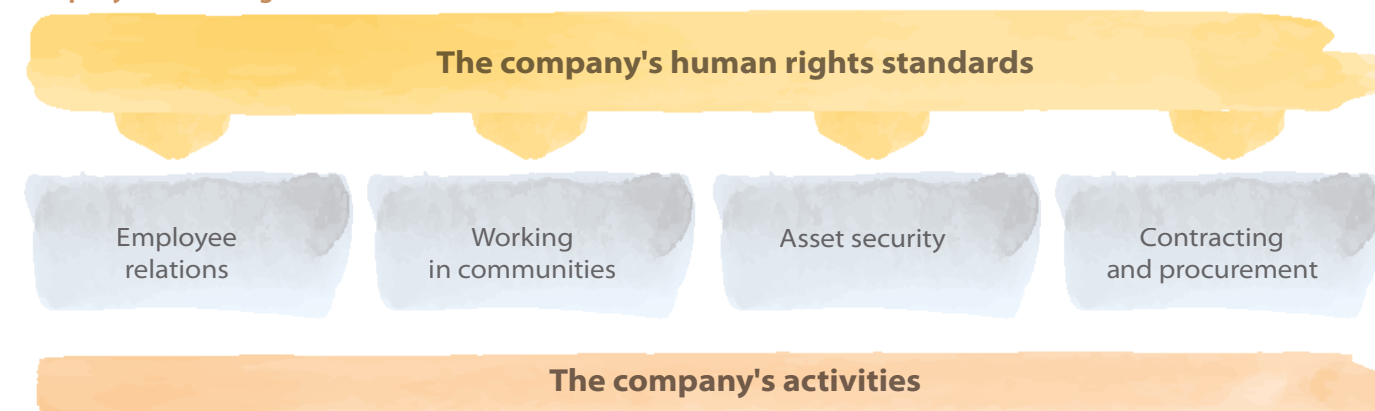 The company's human rights standards
Employee
relations
Working
in communities
Asset security
Contracting
and procurement
The company's activities